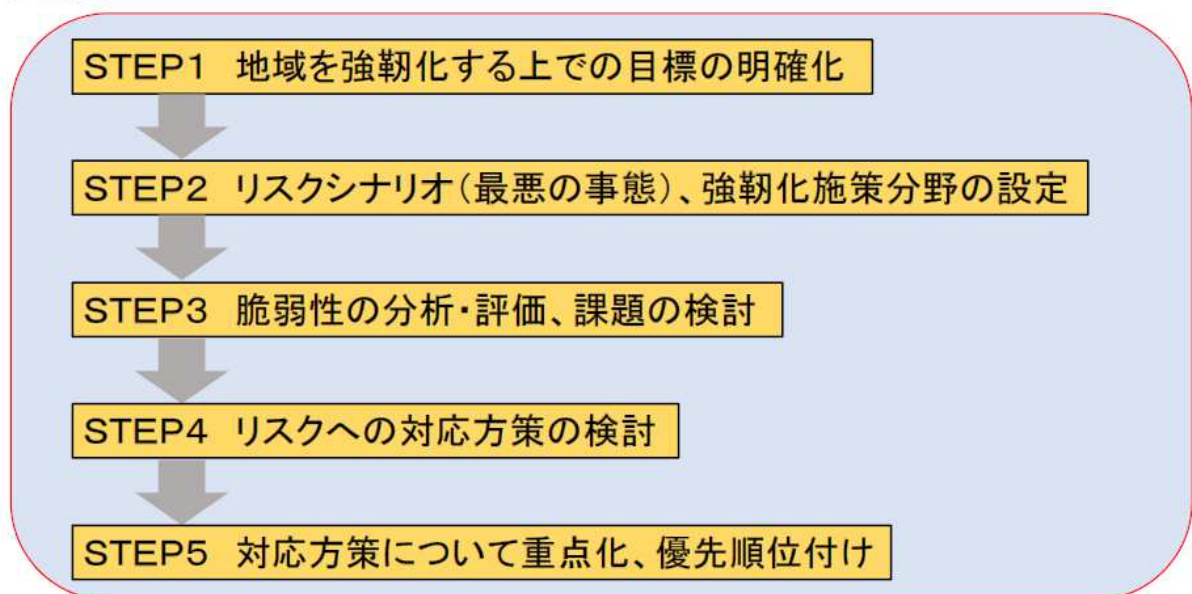 STEP1 地域を強靱化する上での目標の明確化
STEP2 リスクシナリオ(最悪の事態)、強靱化施策分野の設定
STEP3 脆弱性の分析・評価、課題の検討
STEP4 リスクへの対応方策の検討
STEP5 対応方策について重点化、優先順位付け